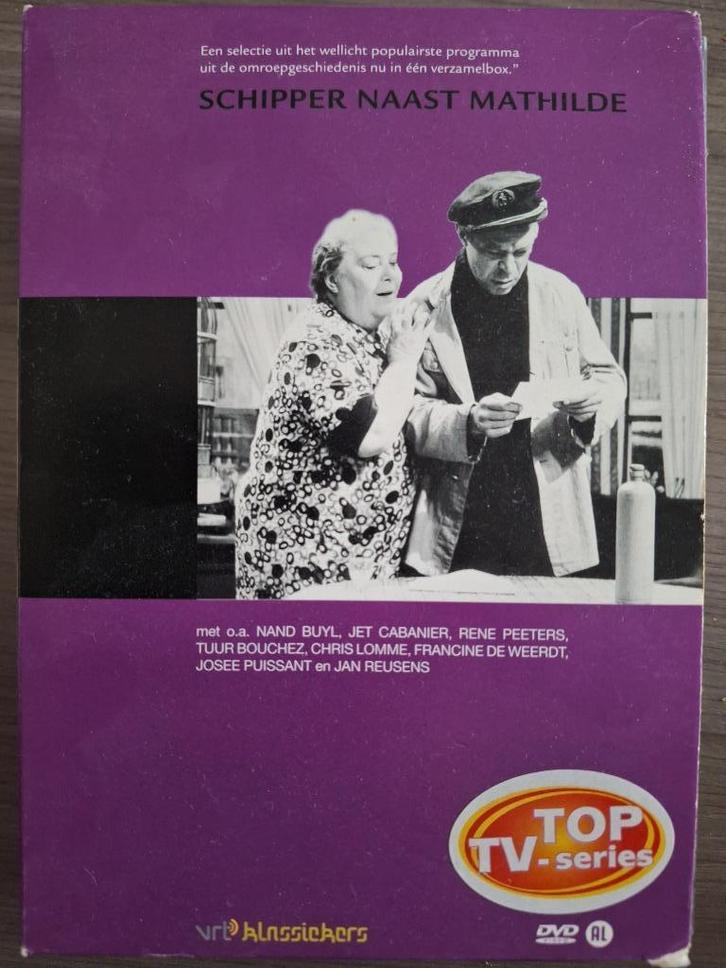 Een selectie uit het wellicht populairste programma
uit de omroepgeschiedenis nu in één verzamelbox."
SCHIPPER NAAST MATHILDE
met o.a. NAND BUYL, JET CABANIER, RENE PEETERS,
TUUR BOUCHEZ, CHRIS LOMME, FRANCINE DE WEERDT,
JOSEE PUISSANT en JAN REUSENS
TOP
TV-series
vrt klassiekers
DVD
VIDEO
AL